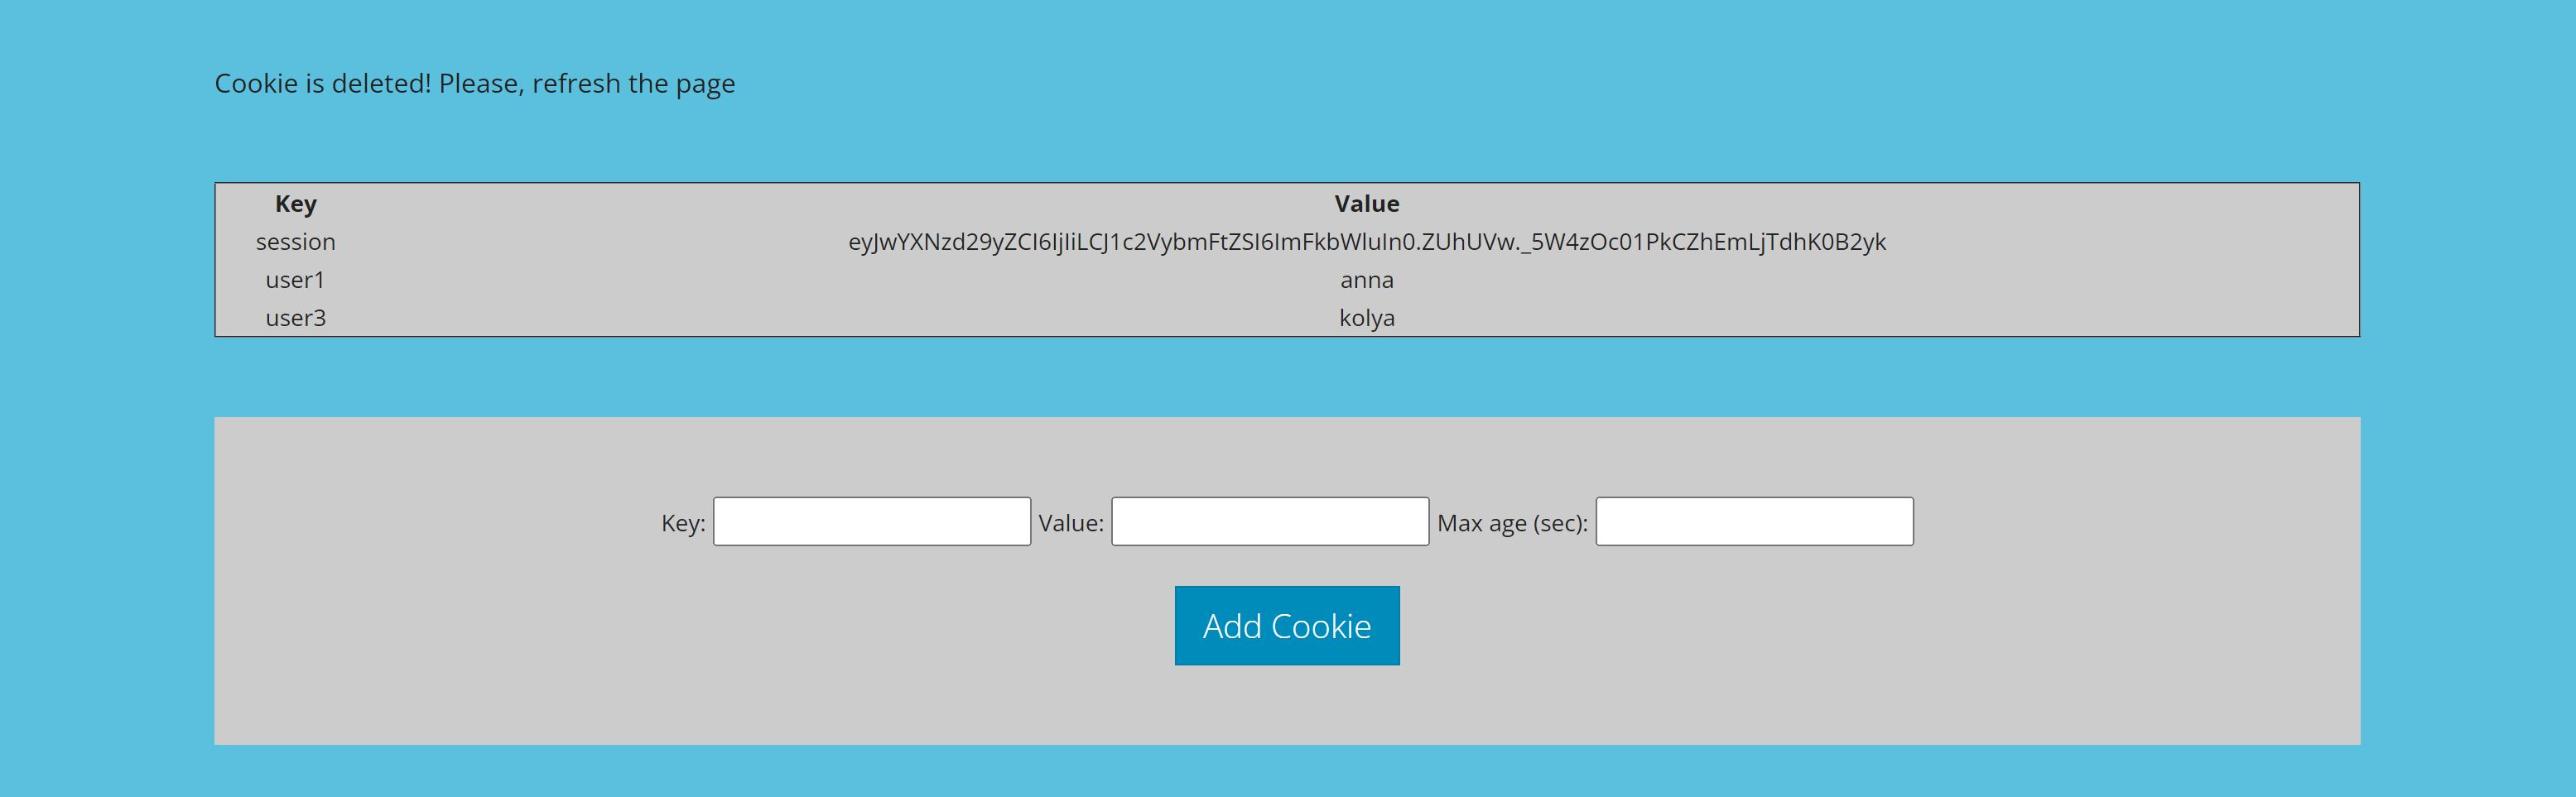 Cookie is deleted! Please, refresh the page
Key Value
session eyJwYXNzd29yZCI6IjIiLCJ1c2VybmFtZSI6ImFkbWluIn0.ZUhUVw._5W4zOc01PkCZhEmLjTdhK0B2yk
user1 anna
user3 kolya
Key: Value: Max age (sec):
Add Cookie